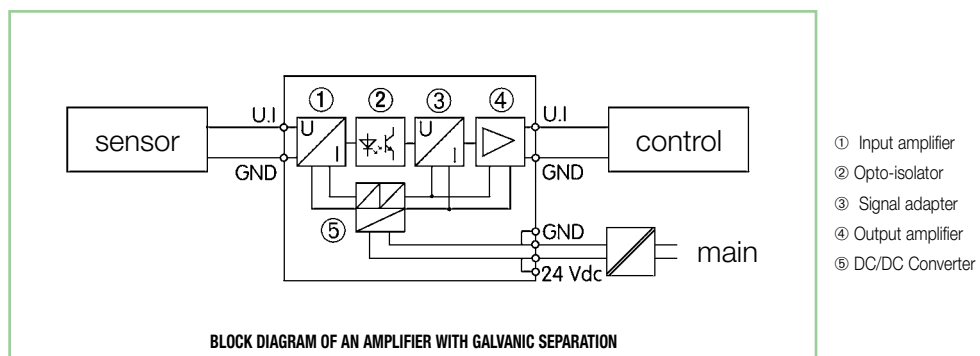 ① ② ③ ④
U.I
U
I
U
I
U.I
sensor
control
GND
GND
⑤
GND
main
24 Vdc
BLOCK DIAGRAM OF AN AMPLIFIER WITH GALVANIC SEPARATION
① Input amplifier
② Opto-isolator
③ Signal adapter
④ Output amplifier
⑤ DC/DC Converter